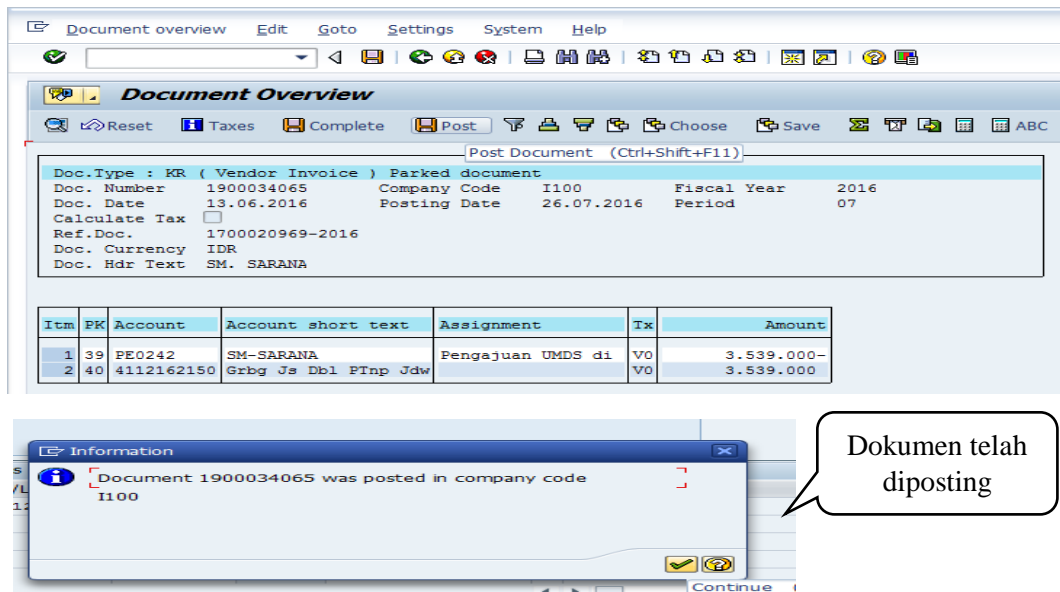 Document overview Edit Goto Settings System Help
Document Overview
Reset Taxes Complete Post Choose Save ABC
Post Document (Ctrl+Shift+F11)
Doc.Type : KR ( Vendor Invoice ) Parked document
Doc. Number 1900034065 Company Code I100 Fiscal Year 2016
Doc. Date 13.06.2016 Posting Date 26.07.2016 Period 07
Calculate Tax
Ref.Doc. 1700020969-2016
Doc. Currency IDR
Doc. Hdr Text SM. SARANA
Itm PK Account Account short text Assignment Tx Amount
1 39 PE0242 SM-SARANA Pengajuan UMDS di V0 3.539.000-
2 40 4112162150 Grbg Js Dbl PTnp Jdw V0 3.539.000
Information
Document 1900034065 was posted in company code
I100
Continue
Dokumen telah
diposting